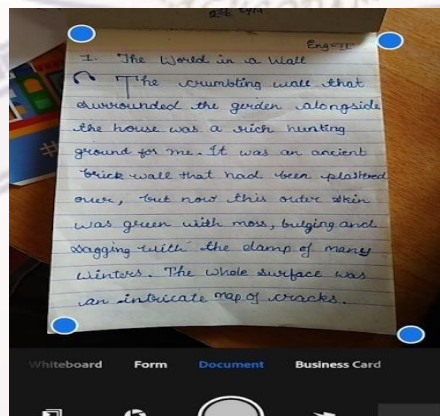 Eng-II
1. The World in a Wall
The crumbling wall that
surrounded the gerden alongside
the house was a rich hunting
ground for me. It was an ancient
brick wall that had been plastered
over, but now this outer skin
was green with moss, bulging and
sagging with the damp of many
winters. The whole surface was
an intricate map of cracks.
Whiteboard Form Document Business Card